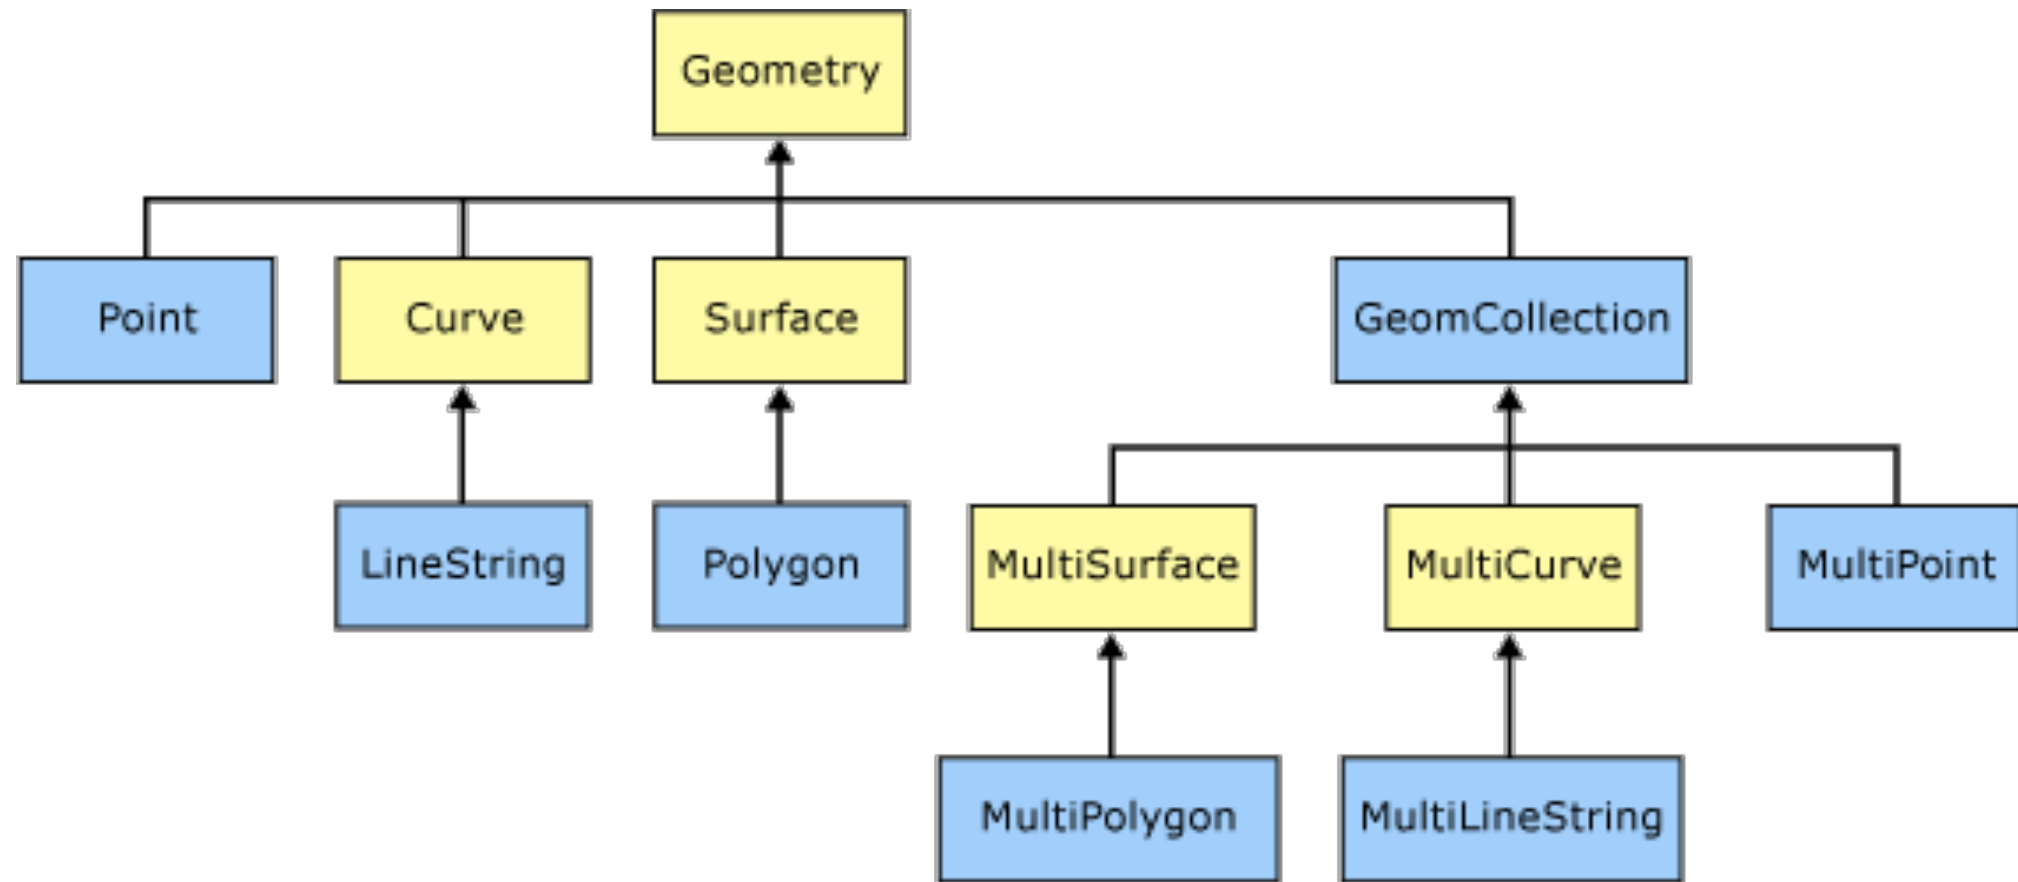 Geometry
Point
Curve
Surface
GeomCollection
LineString
Polygon
MultiSurface
MultiCurve
MultiPoint
MultiPolygon
MultiLineString